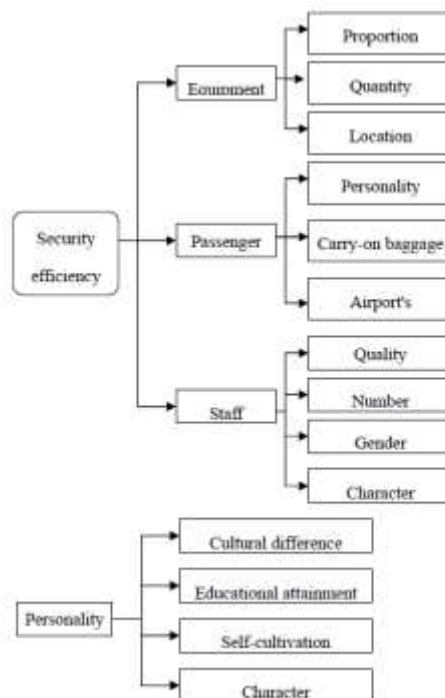 Proportion
Equipment
Quantity
Location
Personality
Security
efficiency
Passenger
Carry-on baggage
Airport's
Quality
Staff
Number
Gender
Character
Cultural difference
Educational attainment
Personality
Self-cultivation
Character